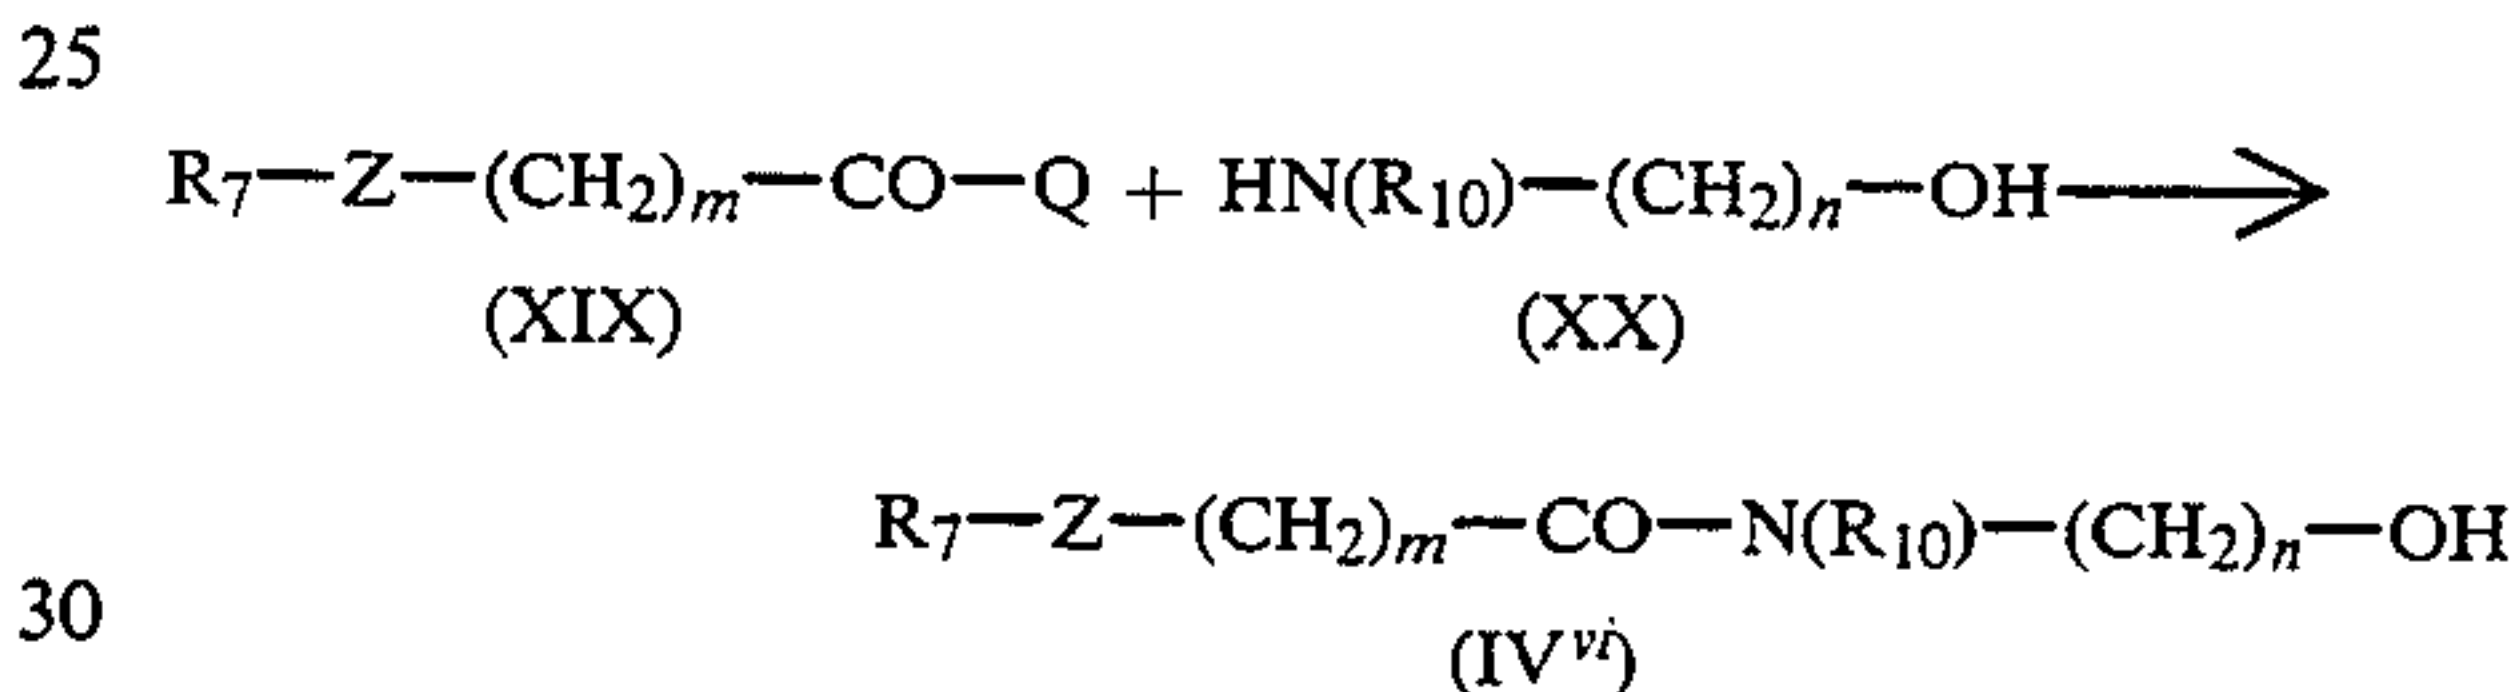 25
R₇—Z—(CH₂)ₘ—CO—Q + HN(R₁₀)—(CH₂)ₙ—OH⟶
(XIX) (XX)
R₇—Z—(CH₂)ₘ—CO—N(R₁₀)—(CH₂)ₙ—OH
30
(IVᵛⁱ)